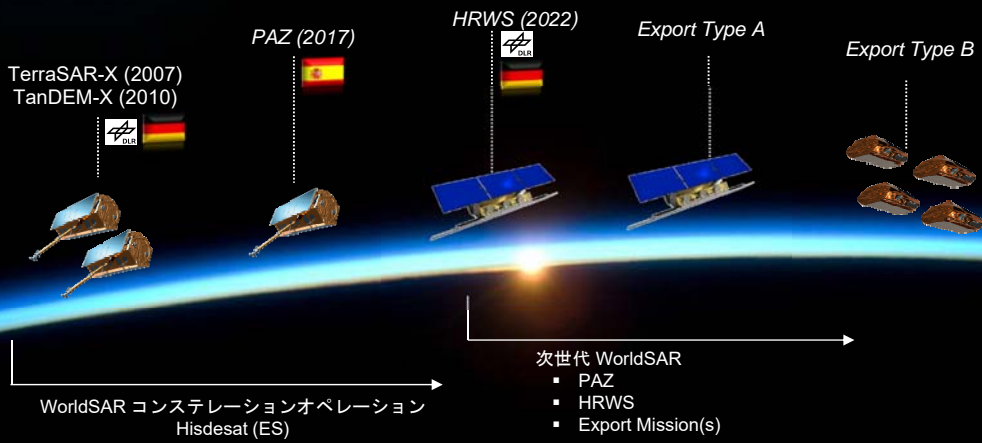 TerraSAR-X (2007)
TanDEM-X (2010)
DLR
PAZ (2017)
HRWS (2022)
DLR
Export Type A
Export Type B
WorldSAR コンステレーションオペレーション
Hisdesat (ES)
次世代 WorldSAR
▪ PAZ
▪ HRWS
▪ Export Mission(s)